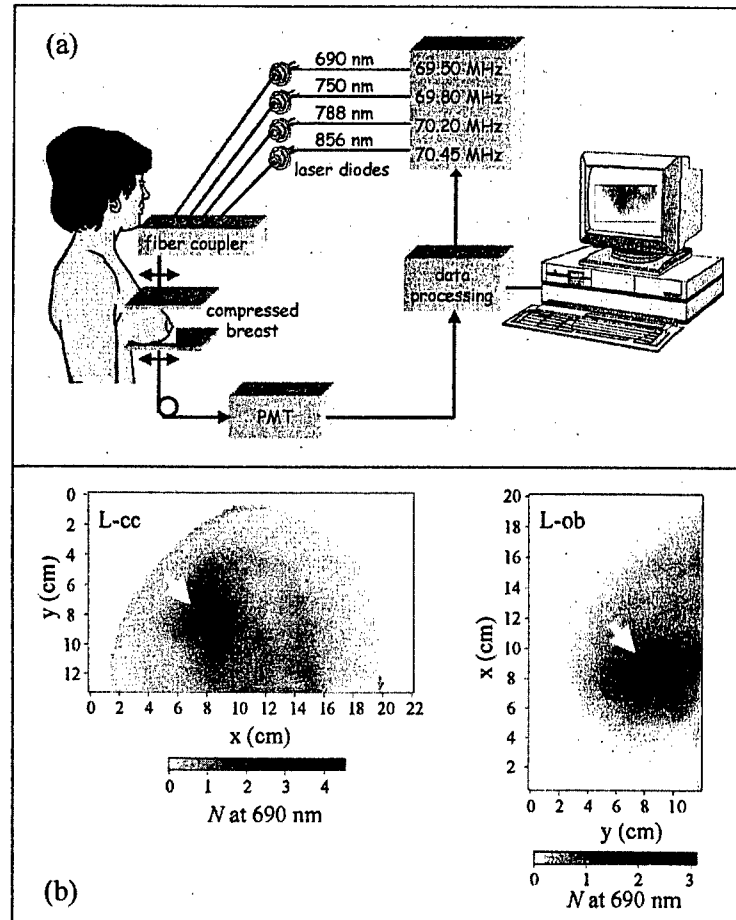 (a)
690 nm
750 nm
788 nm
856 nm
laser diodes
69.50 MHz
69.80 MHz
70.20 MHz
70.45 MHz
fiber coupler
compressed
breast
data
processing
PMT
L-cc
0
2
4
6
8
10
12
y (cm)
0 2 4 6 8 10 12 14 16 18 20 22
x (cm)
0 1 2 3 4
N at 690 nm
L-ob
20
18
16
14
12
10
8
6
4
2
x (cm)
0 2 4 6 8 10
y (cm)
0 1 2 3
N at 690 nm
(b)